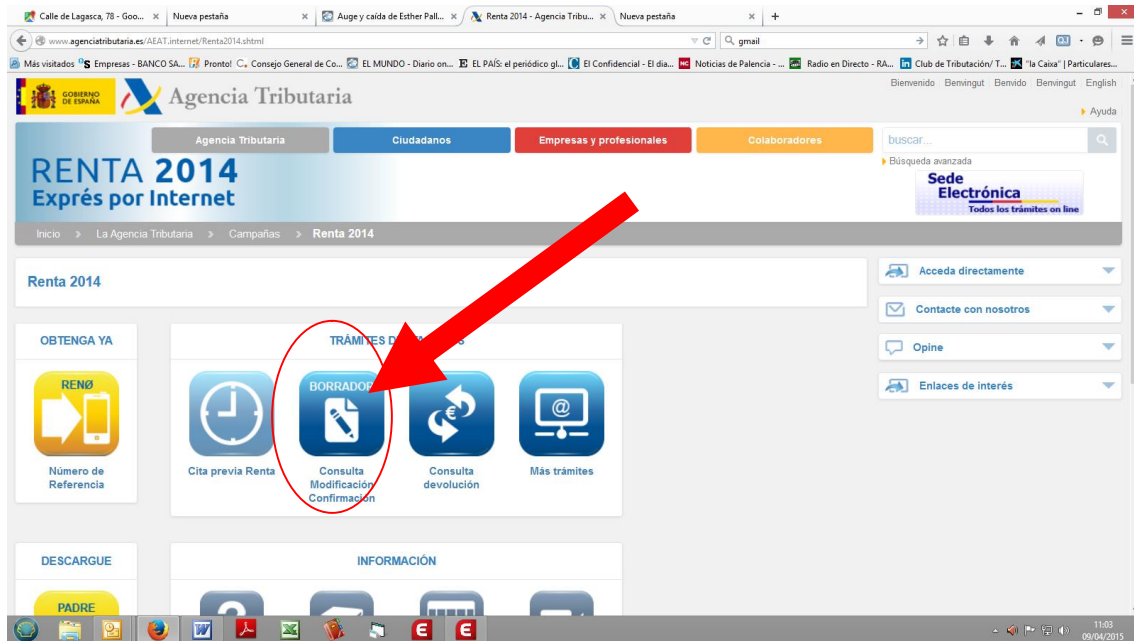 Calle de Lagasca, 78 - Goo...
Nueva pestaña
Auge y caída de Esther Pall...
Renta 2014 - Agencia Tribu...
Nueva pestaña
www.agenciatributaria.es/AEAT.internet/Renta2014.shtml
gmail
Más visitados
Empresas - BANCO SA...
Pronto!
Consejo General de Co...
EL MUNDO - Diario on...
EL PAÍS: el periódico gl...
El Confidencial - El dia...
Noticias de Palencia - ...
Radio en Directo - RA...
Club de Tributación/ T...
"la Caixa" | Particulares...
GOBIERNO
DE ESPAÑA
Agencia Tributaria
Bienvenido Benvingut Benvido Benvingut English
Ayuda
Agencia Tributaria
Ciudadanos
Empresas y profesionales
Colaboradores
buscar...
Búsqueda avanzada
RENTA 2014
Exprés por Internet
Sede
Electrónica
Todos los trámites on line
Inicio > La Agencia Tributaria > Campañas > Renta 2014
Renta 2014
Acceda directamente
Contacte con nosotros
Opine
Enlaces de interés
OBTENGA YA
RENØ
Número de
Referencia
TRÁMITES
Cita previa Renta
BORRADOR
Consulta
Modificación
Confirmación
Consulta
devolución
@
Más trámites
DESCARGUE
PADRE
INFORMACIÓN
11:03
09/04/2015